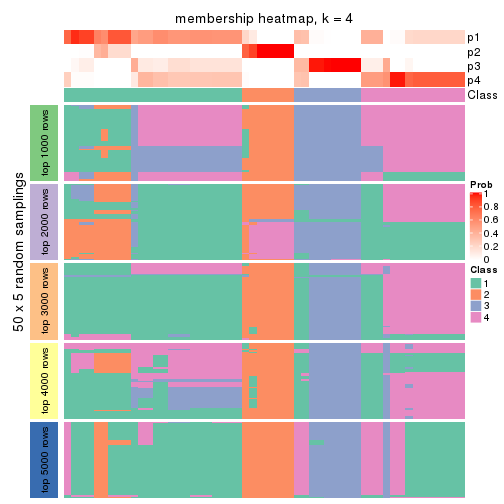 membership heatmap, k = 4
p1
p2
p3
p4
Class
50 x 5 random samplings
top 1000 rows
top 2000 rows
top 3000 rows
top 4000 rows
top 5000 rows
Prob
1
0.8
0.6
0.4
0.2
0
Class
1
2
3
4